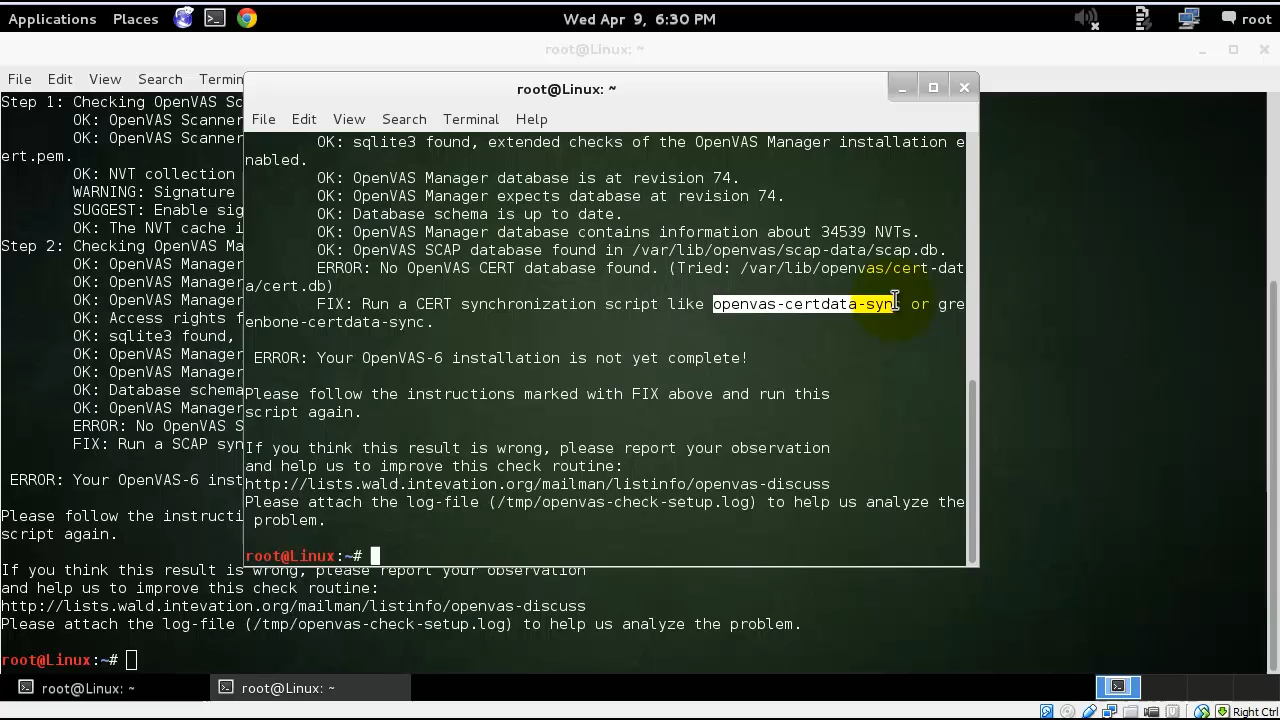 Applications Places Wed Apr 9, 6:30 PM root
root@Linux: ~
File Edit View Search Termin
Step 1: Checking OpenVAS Sc
OK: OpenVAS Scanner
OK: OpenVAS Scanner
ert.pem.
OK: NVT collection
WARNING: Signature
SUGGEST: Enable sig
OK: The NVT cache i
Step 2: Checking OpenVAS Ma
OK: OpenVAS Manager
OK: OpenVAS Manager
OK: OpenVAS Manager
OK: Access rights f
OK: sqlite3 found,
OK: OpenVAS Manager
OK: OpenVAS Manager
OK: Database schema
OK: OpenVAS Manager
ERROR: No OpenVAS S
FIX: Run a SCAP syn
ERROR: Your OpenVAS-6 inst
Please follow the instructi
script again.
If you think this result is wrong, please report your observation
and help us to improve this check routine:
http://lists.wald.intevation.org/mailman/listinfo/openvas-discuss
Please attach the log-file (/tmp/openvas-check-setup.log) to help us analyze the problem.
root@Linux:~#
root@Linux: ~
File Edit View Search Terminal Help
OK: sqlite3 found, extended checks of the OpenVAS Manager installation e
nabled.
OK: OpenVAS Manager database is at revision 74.
OK: OpenVAS Manager expects database at revision 74.
OK: Database schema is up to date.
OK: OpenVAS Manager database contains information about 34539 NVTs.
OK: OpenVAS SCAP database found in /var/lib/openvas/scap-data/scap.db.
ERROR: No OpenVAS CERT database found. (Tried: /var/lib/openvas/cert-dat
a/cert.db)
FIX: Run a CERT synchronization script like openvas-certdata-sync or gre
enbone-certdata-sync.
ERROR: Your OpenVAS-6 installation is not yet complete!
Please follow the instructions marked with FIX above and run this
script again.
If you think this result is wrong, please report your observation
and help us to improve this check routine:
http://lists.wald.intevation.org/mailman/listinfo/openvas-discuss
Please attach the log-file (/tmp/openvas-check-setup.log) to help us analyze the
problem.
root@Linux:~#
root@Linux: ~ root@Linux: ~
Right Ctrl